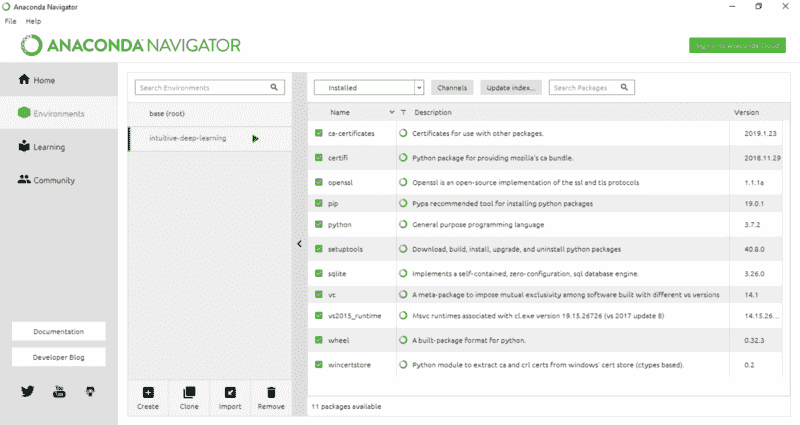 Anaconda Navigator
File Help
ANACONDA NAVIGATOR
Sign in to Anaconda Cloud
Home
Environments
Learning
Community
Documentation
Developer Blog
You Tube
Search Environments
base (root)
intuitive-deep-learning
Create Clone Import Remove
Installed Channels Update index... Search Packages
Name Description Version
ca-certificates Certificates for use with other packages. 2019.1.23
certifi Python package for providing mozilla's ca bundle. 2018.11.29
openssl Openssl is an open-source implementation of the ssl and tls protocols 1.1.1a
pip Pypa recommended tool for installing python packages 19.0.1
python General purpose programming language 3.7.2
setuptools Download, build, install, upgrade, and uninstall python packages 40.8.0
sqlite Implements a self-contained, zero-configuration, sql database engine. 3.26.0
vc A meta-package to impose mutual exclusivity among software built with different vs versions 14.1
vs2015_runtime Msvc runtimes associated with cl.exe version 19.15.26726 (vs 2017 update 8) 14.15.26...
wheel A built-package format for python. 0.32.3
wincertstore Python module to extract ca and crl certs from windows' cert store (ctypes based). 0.2
11 packages available